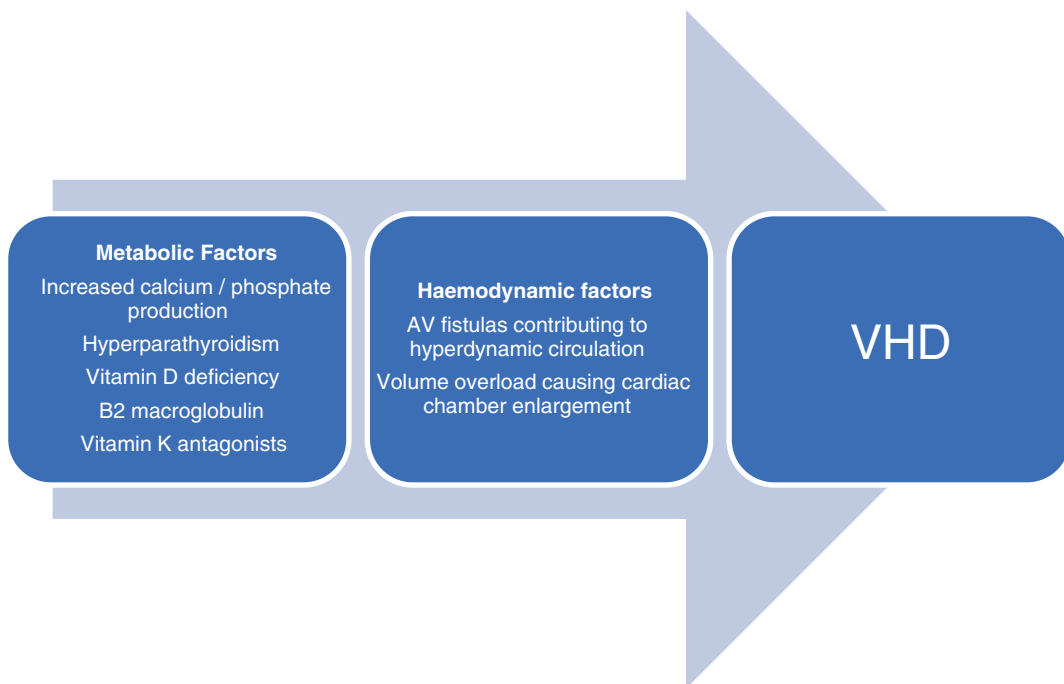 Metabolic Factors
Increased calcium / phosphate
production
Hyperparathyroidism
Vitamin D deficiency
B2 macroglobulin
Vitamin K antagonists
Haemodynamic factors
AV fistulas contributing to
hyperdynamic circulation
Volume overload causing cardiac
chamber enlargement
VHD